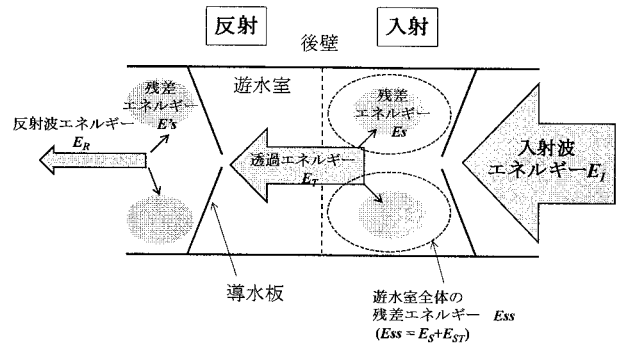 反射
入射
後壁
残差
エネルギー
E's
遊水室
残差
エネルギー
Es
反射波エネルギー
E_R
透過エネルギー
E_T
入射波
エネルギーE_I
導水板
遊水室全体の
残差エネルギー Ess
(Ess = E_S+E_ST)